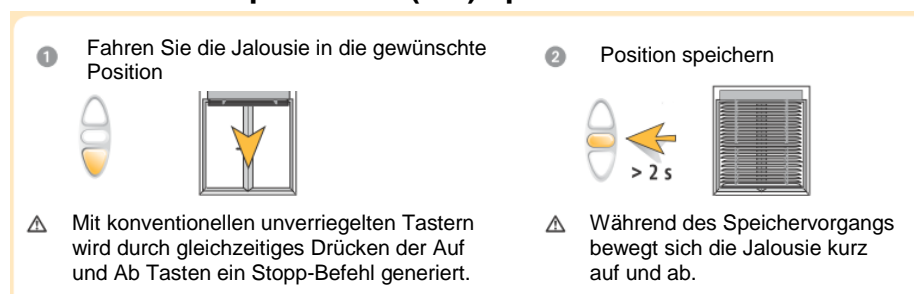 1 Fahren Sie die Jalousie in die gewünschte
Position
⚠ Mit konventionellen unverriegelten Tastern
wird durch gleichzeitiges Drücken der Auf
und Ab Tasten ein Stopp-Befehl generiert.
2 Position speichern
> 2 s
⚠ Während des Speichervorgangs
bewegt sich die Jalousie kurz
auf und ab.